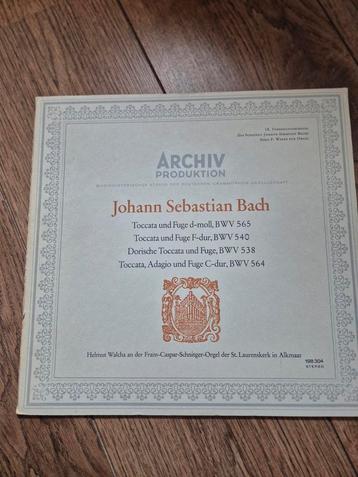 IX. FORSCHUNGSBEREICH
Das Schaffen Johann Sebastian Bachs
Serie F: Werke für Orgel
ARCHIV
PRODUKTION
MUSIKHISTORISCHES STUDIO DER DEUTSCHEN GRAMMOPHON GESELLSCHAFT
Johann Sebastian Bach
Toccata und Fuge d-moll, BWV 565
Toccata und Fuge F-dur, BWV 540
Dorische Toccata und Fuge, BWV 538
Toccata, Adagio und Fuge C-dur, BWV 564
Helmut Walcha an der Frans-Caspar-Schnitger-Orgel der St. Laurenskerk in Alkmaar
198 304
STEREO